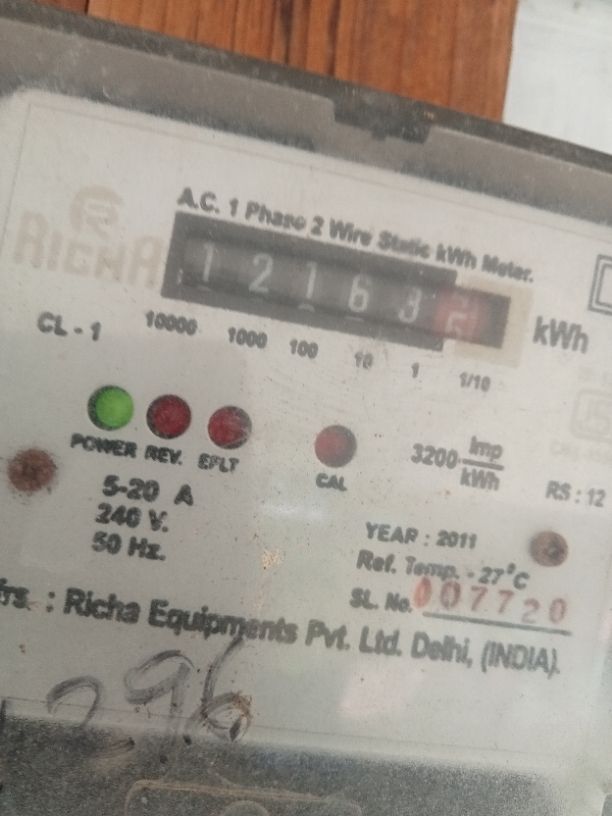 A.C. 1 Phase 2 Wire Static kWh Meter.
RICHA
1 2 1 6 3
kWh
CL - 1
10000 1000 100 10 1 1/10
POWER REV. EFLT
CAL
3200 Imp/kWh
RS : 12
5-20 A
240 V.
50 Hz.
YEAR : 2011
Ref. Temp. - 27°C
SL. No. 007720
frs. : Richa Equipments Pvt. Ltd. Delhi, (INDIA).
296